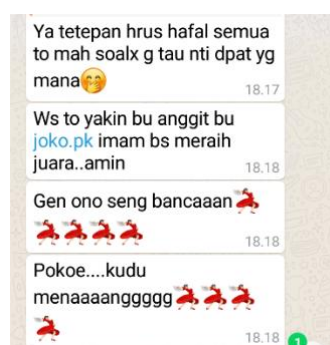 Ya tetepan hrus hafal semua
to mah soalx g tau nti dpat yg
mana🤭
18.17
Ws to yakin bu anggit bu
joko.pk imam bs meraih
juara..amin
18.18
Gen ono seng bancaaan💃
💃💃💃💃
18.18
Pokoe....kudu
menaaaanggggg💃💃💃
💃
18.18
1